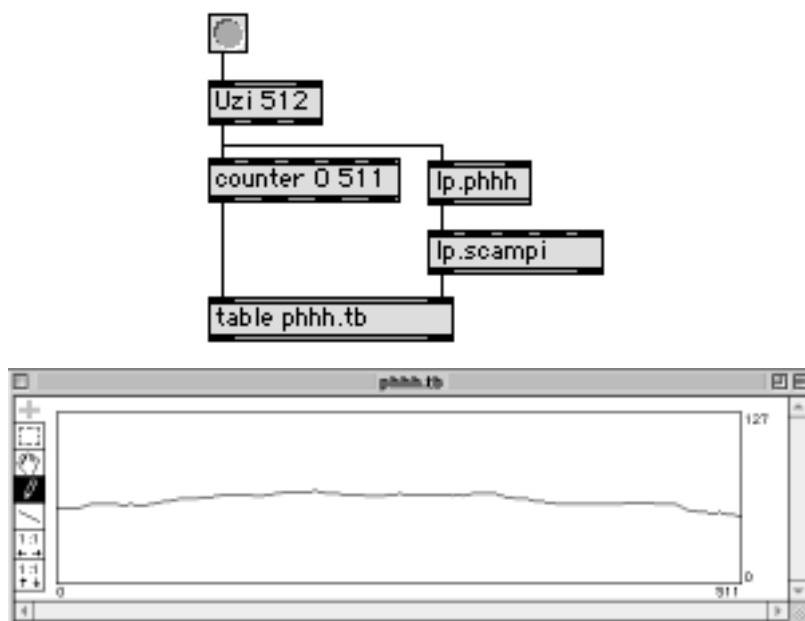 Uzi 512
counter 0 511
lp.phhh
lp.scampi
table phhh.tb
phhh.tb
127
1:1
1:1
0
0
511